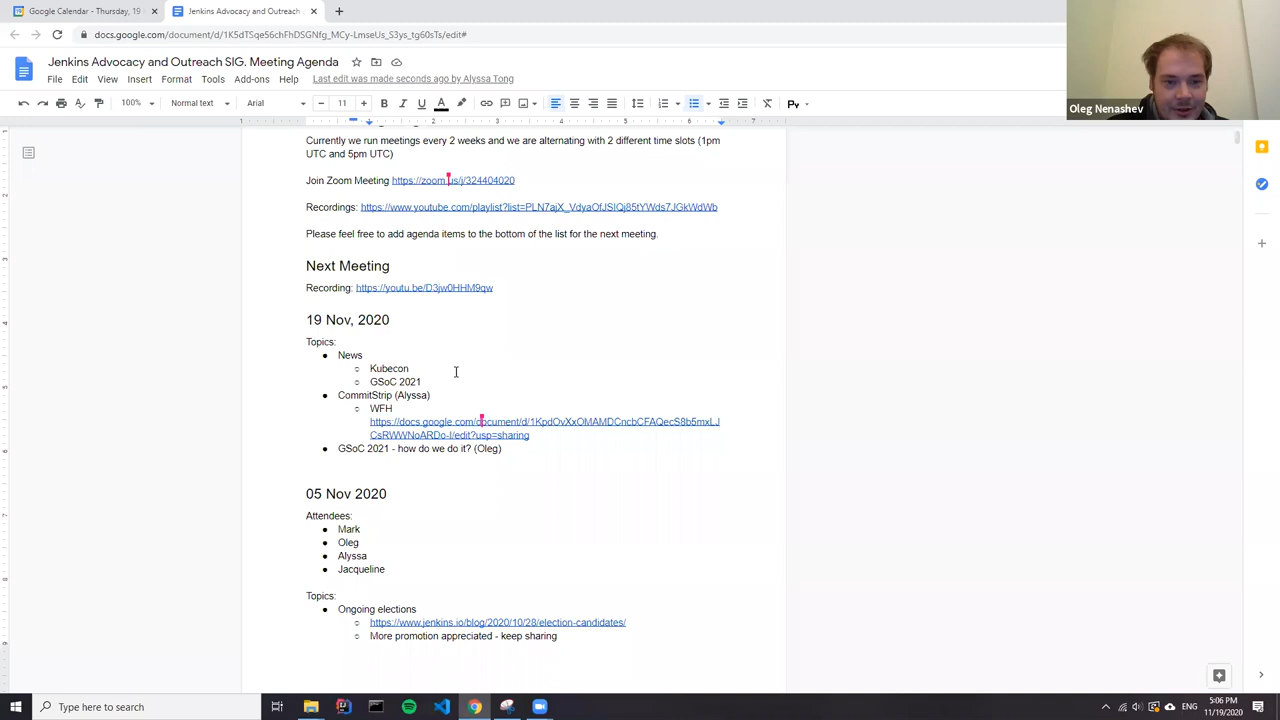 Google Calendar - Thursday, 19
Jenkins Advocacy and Outreach
docs.google.com/document/d/1K5dTSqe56chFhDSGNfg_MCy-LmseUs_S3ys_tg60sTs/edit#
Jenkins Advocacy and Outreach SIG. Meeting Agenda
File Edit View Insert Format Tools Add-ons Help Last edit was made seconds ago by Alyssa Tong
100% Normal text Arial 11
Oleg Nenashev
Currently we run meetings every 2 weeks and we are alternating with 2 different time slots (1pm
UTC and 5pm UTC)
Join Zoom Meeting https://zoom.us/j/324404020
Recordings: https://www.youtube.com/playlist?list=PLN7ajX_VdyaOfJSIQj85tYWds7JGkWdWb
Please feel free to add agenda items to the bottom of the list for the next meeting.
Next Meeting
Recording: https://youtu.be/D3jw0HHM9qw
19 Nov, 2020
Topics:
News
Kubecon
GSoC 2021
CommitStrip (Alyssa)
WFH
https://docs.google.com/document/d/1KpdOvXxOMAMDCncbCFAQecS8b5mxLJ
CsRWWNoARDo-I/edit?usp=sharing
GSoC 2021 - how do we do it? (Oleg)
05 Nov 2020
Attendees:
Mark
Oleg
Alyssa
Jacqueline
Topics:
Ongoing elections
https://www.jenkins.io/blog/2020/10/28/election-candidates/
More promotion appreciated - keep sharing
Type here to search
ENG
5:06 PM
11/19/2020